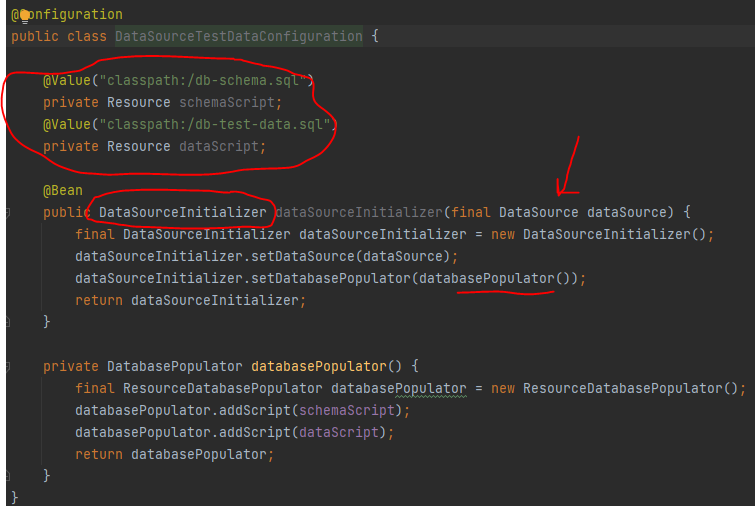 @Configuration
public class DataSourceTestDataConfiguration {
@Value("classpath:/db-schema.sql")
private Resource schemaScript;
@Value("classpath:/db-test-data.sql")
private Resource dataScript;
@Bean
public DataSourceInitializer dataSourceInitializer(final DataSource dataSource) {
final DataSourceInitializer dataSourceInitializer = new DataSourceInitializer();
dataSourceInitializer.setDataSource(dataSource);
dataSourceInitializer.setDatabasePopulator(databasePopulator());
return dataSourceInitializer;
}
private DatabasePopulator databasePopulator() {
final ResourceDatabasePopulator databasePopulator = new ResourceDatabasePopulator();
databasePopulator.addScript(schemaScript);
databasePopulator.addScript(dataScript);
return databasePopulator;
}
}